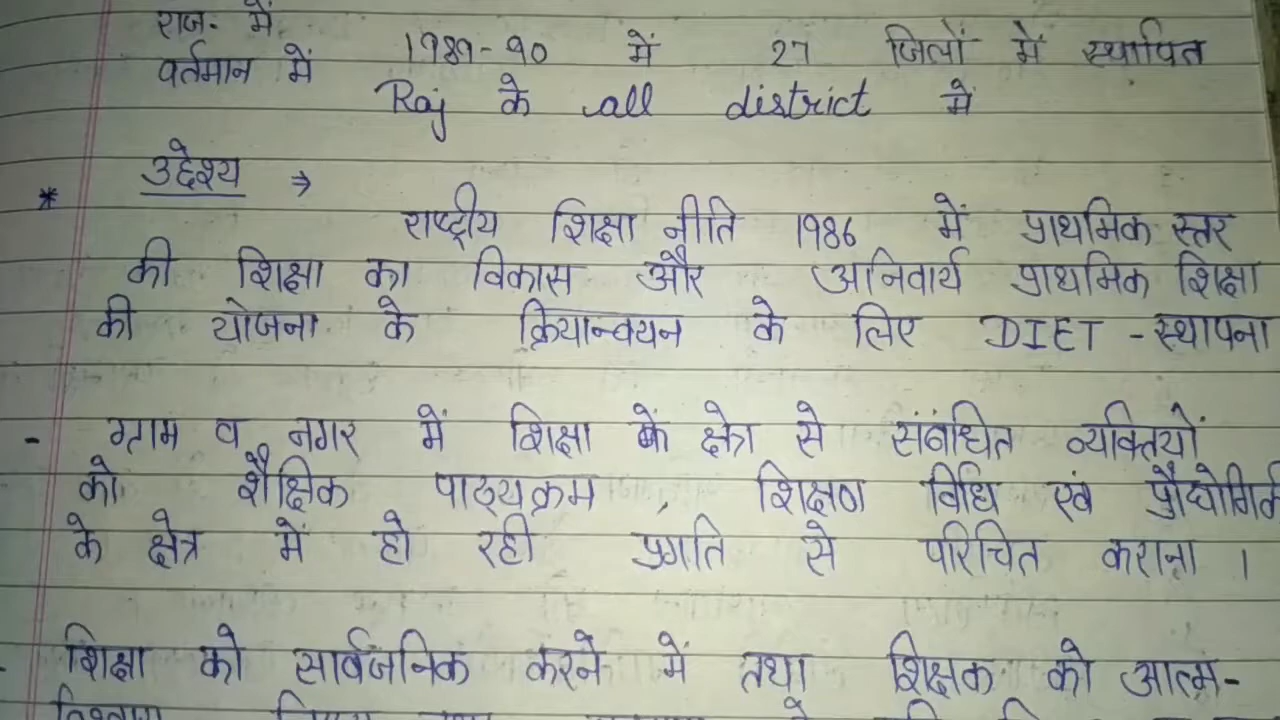 राज. में
1989-90 में 27 जिलों में स्थापित
वर्तमान में
Raj के all district में
* उद्देश्य ⇒
राष्ट्रीय शिक्षा नीति 1986 में प्राथमिक स्तर
की शिक्षा का विकास और अनिवार्य प्राथमिक शिक्षा
की योजना के क्रियान्वयन के लिए DIET - स्थापना
- ग्राम व नगर में शिक्षा के क्षेत्र से संबंधित व्यक्तियों
को शैक्षिक पाठ्यक्रम, शिक्षण विधि एवं प्रौद्योगिकी
के क्षेत्र में हो रही प्रगति से परिचित कराना ।
- शिक्षा को सार्वजनिक करने में तथा शिक्षक को आत्म-